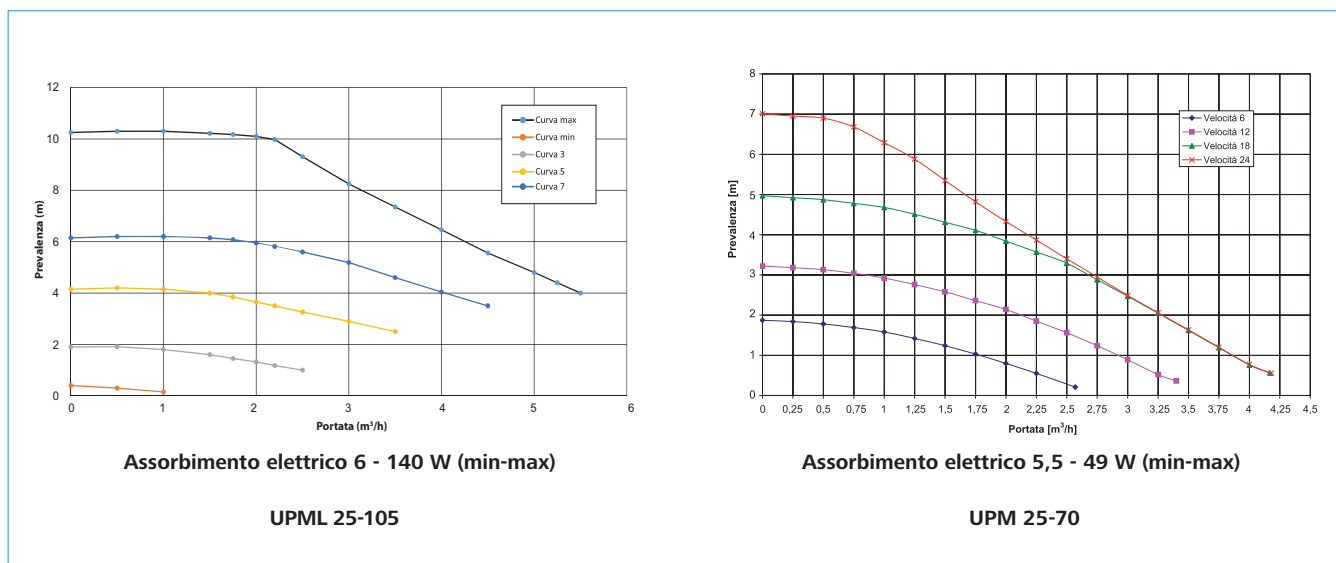 12
10
8
6
4
2
0
Prevalenza (m)
0 1 2 3 4 5 6
Portata (m³/h)
Curva max
Curva min
Curva 3
Curva 5
Curva 7
Assorbimento elettrico 6 - 140 W (min-max)
UPML 25-105
8
7
6
5
4
3
2
1
0
Prevalenza [m]
0 0,25 0,5 0,75 1 1,25 1,5 1,75 2 2,25 2,5 2,75 3 3,25 3,5 3,75 4 4,25 4,5
Portata [m³/h]
Velocità 6
Velocità 12
Velocità 18
Velocità 24
Assorbimento elettrico 5,5 - 49 W (min-max)
UPM 25-70